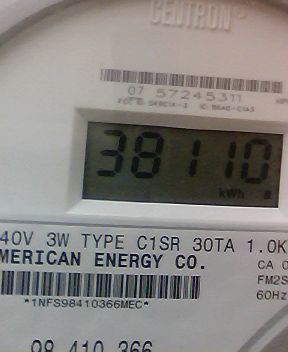 CENTRON®
07 57245311
38110
kWh
40V 3W TYPE C1SR 30TA 1.0K
MERICAN ENERGY CO.
CA 0
FM2S
60Hz
*1NFS98410366MEC*
98 410 366